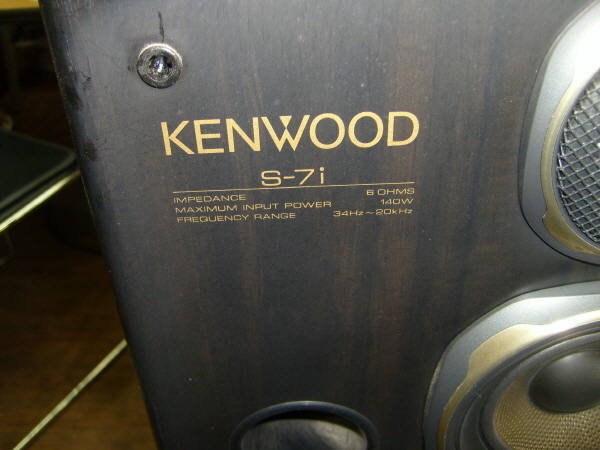 KENWOOD
S-7i
IMPEDANCE 6 OHMS
MAXIMUM INPUT POWER 140W
FREQUENCY RANGE 34Hz~20kHz